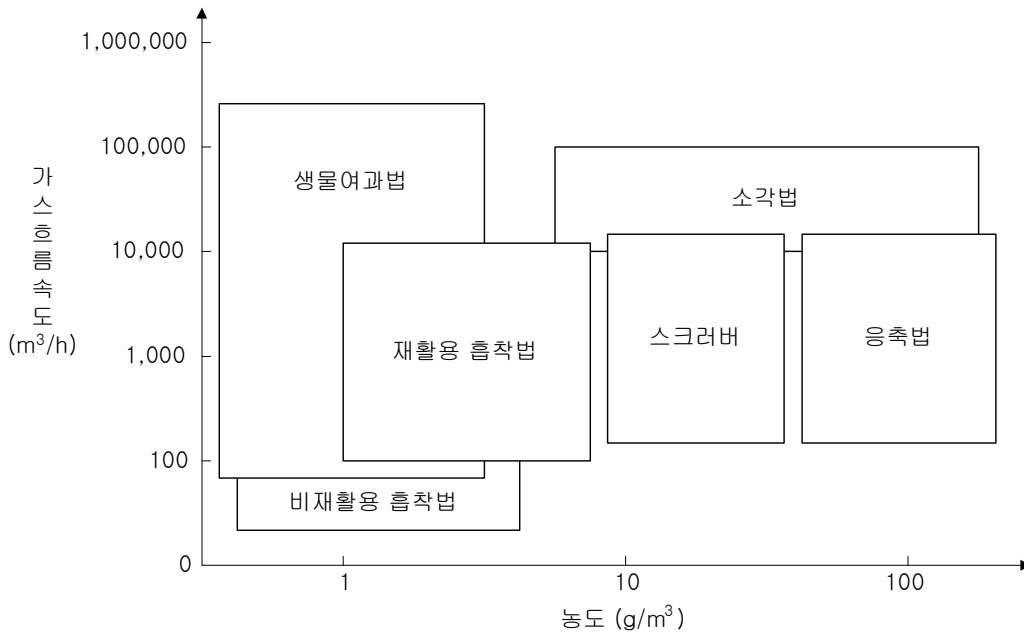 1,000,000
100,000
10,000
1,000
100
0
가
스
흐
름
속
도
(m³/h)
생물여과법
소각법
재활용 흡착법
스크러버
응축법
비재활용 흡착법
1
10
100
농도 (g/m³)